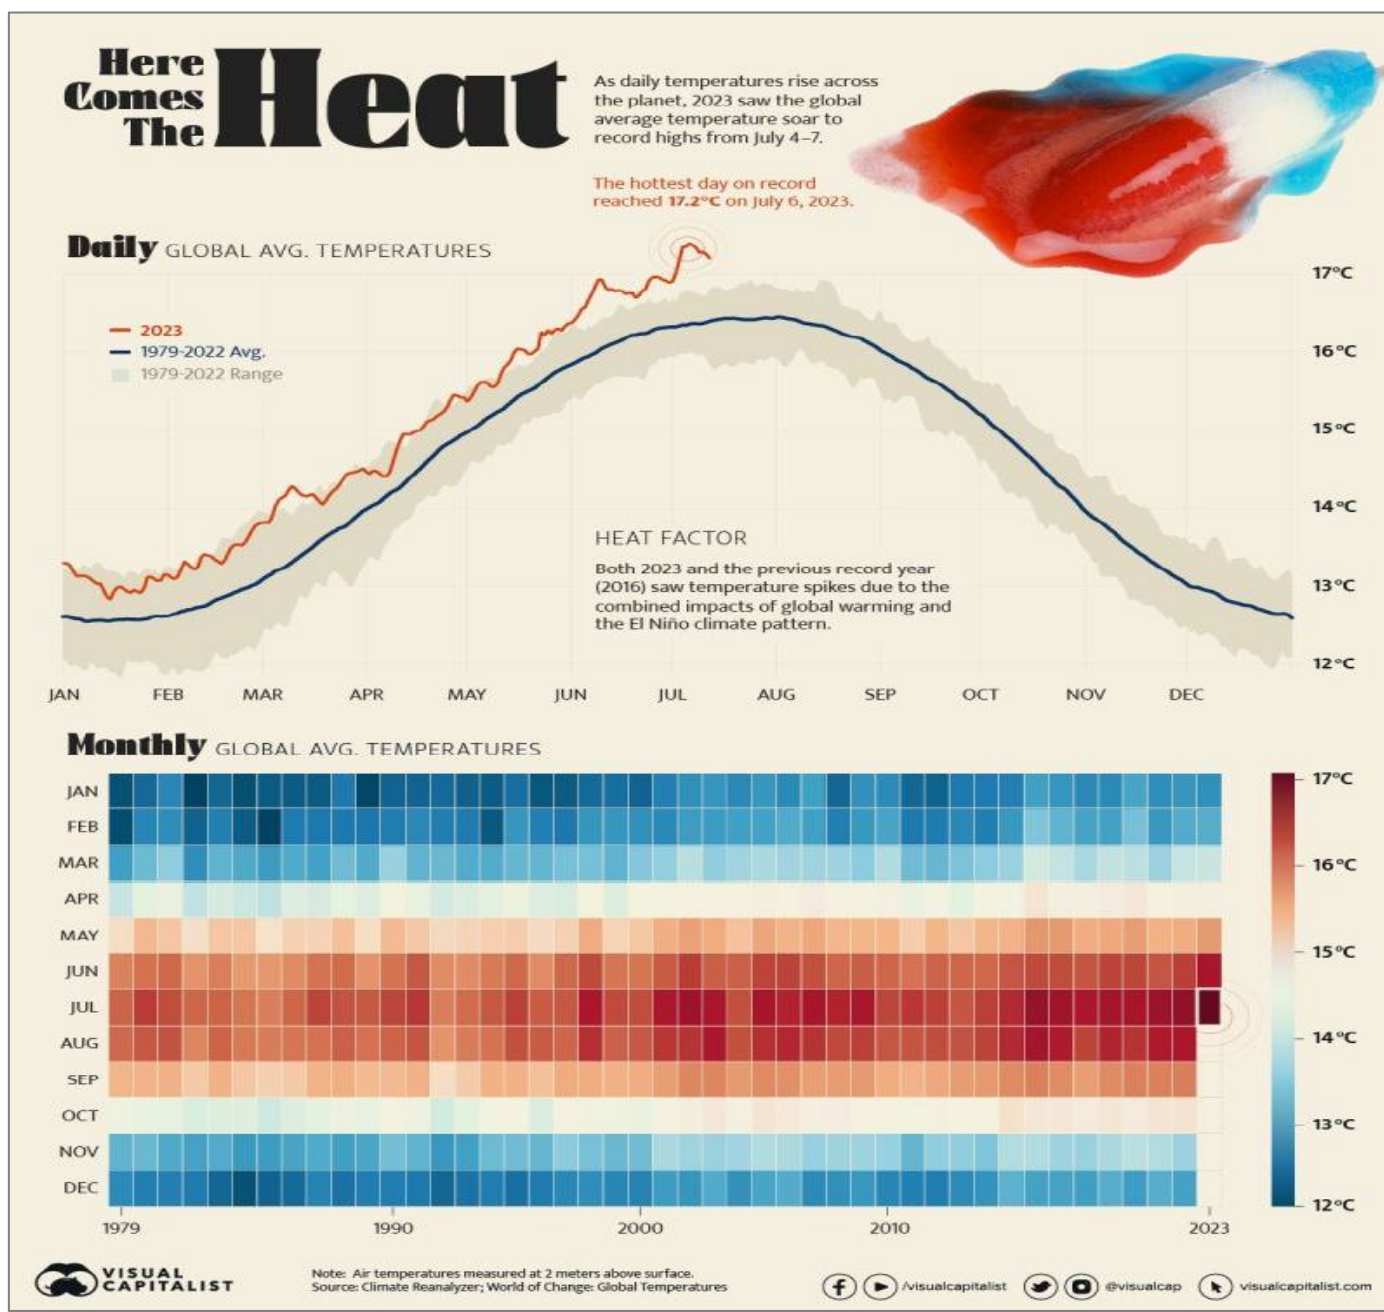 Here
Comes
The
Heat
As daily temperatures rise across
the planet, 2023 saw the global
average temperature soar to
record highs from July 4–7.
The hottest day on record
reached 17.2°C on July 6, 2023.
Daily GLOBAL AVG. TEMPERATURES
2023
1979-2022 Avg.
1979-2022 Range
17°C
16°C
15°C
14°C
13°C
12°C
HEAT FACTOR
Both 2023 and the previous record year
(2016) saw temperature spikes due to the
combined impacts of global warming and
the El Niño climate pattern.
JAN FEB MAR APR MAY JUN JUL AUG SEP OCT NOV DEC
Monthly GLOBAL AVG. TEMPERATURES
JAN
FEB
MAR
APR
MAY
JUN
JUL
AUG
SEP
OCT
NOV
DEC
17°C
16°C
15°C
14°C
13°C
12°C
1979 1990 2000 2010 2023
VISUAL
CAPITALIST
Note: Air temperatures measured at 2 meters above surface.
Source: Climate Reanalyzer; World of Change: Global Temperatures
/visualcapitalist @visualcap visualcapitalist.com